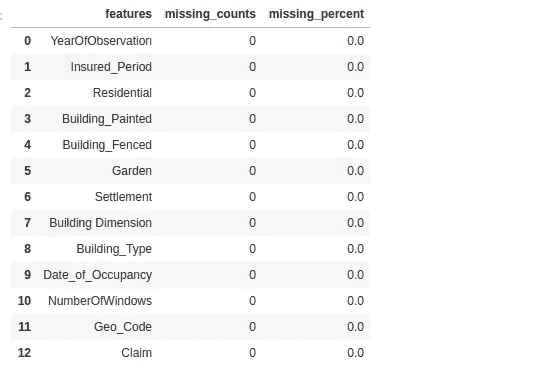 :
features missing_counts missing_percent
0 YearOfObservation 0 0.0
1 Insured_Period 0 0.0
2 Residential 0 0.0
3 Building_Painted 0 0.0
4 Building_Fenced 0 0.0
5 Garden 0 0.0
6 Settlement 0 0.0
7 Building Dimension 0 0.0
8 Building_Type 0 0.0
9 Date_of_Occupancy 0 0.0
10 NumberOfWindows 0 0.0
11 Geo_Code 0 0.0
12 Claim 0 0.0